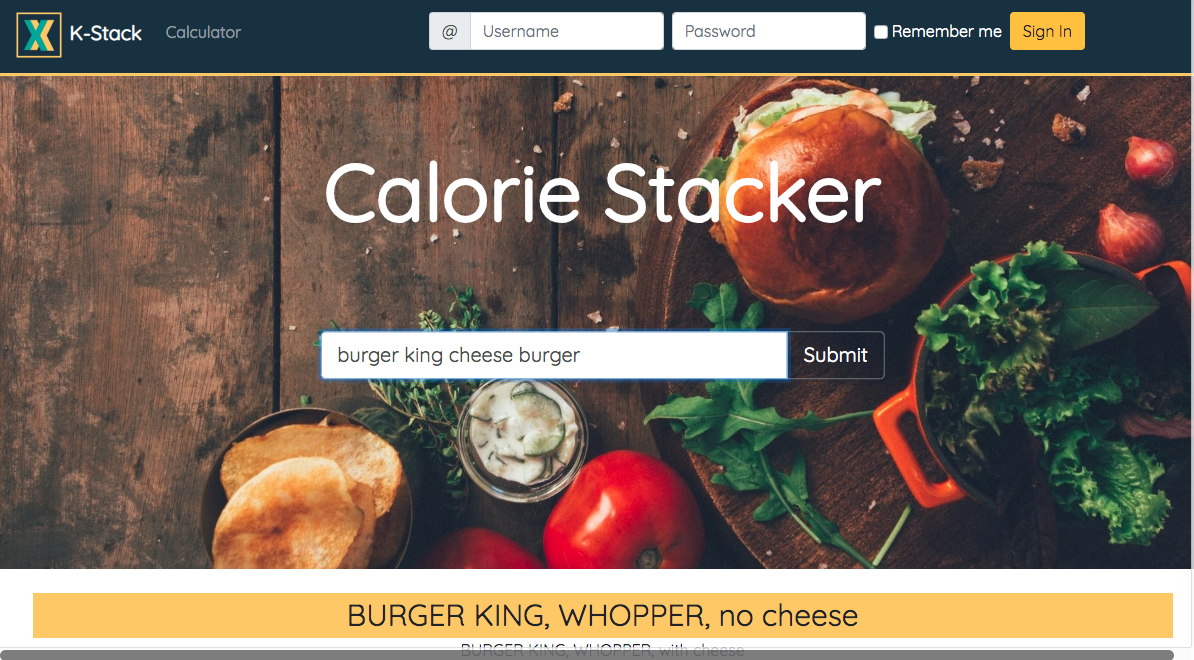 K-Stack Calculator @ Username Password Remember me Sign In
Calorie Stacker
burger king cheese burger Submit
BURGER KING, WHOPPER, no cheese
BURGER KING, WHOPPER, with cheese